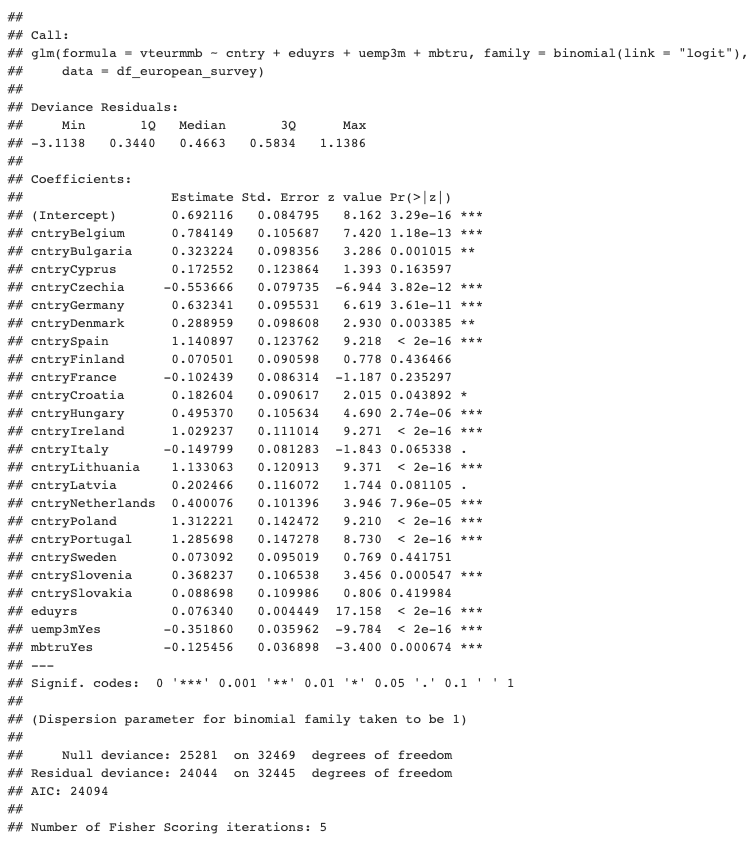 ##
## Call:
## glm(formula = vteurmmb ~ cntry + eduyrs + uemp3m + mbtru, family = binomial(link = "logit"),
##     data = df_european_survey)
##
## Deviance Residuals:
##     Min       1Q   Median       3Q      Max
## -3.1138   0.3440   0.4663   0.5834   1.1386
##
## Coefficients:
##                   Estimate Std. Error z value Pr(>|z|)
## (Intercept)       0.692116   0.084795   8.162 3.29e-16 ***
## cntryBelgium      0.784149   0.105687   7.420 1.18e-13 ***
## cntryBulgaria     0.323224   0.098356   3.286 0.001015 **
## cntryCyprus       0.172552   0.123864   1.393 0.163597
## cntryCzechia     -0.553666   0.079735  -6.944 3.82e-12 ***
## cntryGermany      0.632341   0.095531   6.619 3.61e-11 ***
## cntryDenmark      0.288959   0.098608   2.930 0.003385 **
## cntrySpain        1.140897   0.123762   9.218  < 2e-16 ***
## cntryFinland      0.070501   0.090598   0.778 0.436466
## cntryFrance      -0.102439   0.086314  -1.187 0.235297
## cntryCroatia      0.182604   0.090617   2.015 0.043892 *
## cntryHungary      0.495370   0.105634   4.690 2.74e-06 ***
## cntryIreland      1.029237   0.111014   9.271  < 2e-16 ***
## cntryItaly       -0.149799   0.081283  -1.843 0.065338 .
## cntryLithuania    1.133063   0.120913   9.371  < 2e-16 ***
## cntryLatvia       0.202466   0.116072   1.744 0.081105 .
## cntryNetherlands  0.400076   0.101396   3.946 7.96e-05 ***
## cntryPoland       1.312221   0.142472   9.210  < 2e-16 ***
## cntryPortugal     1.285698   0.147278   8.730  < 2e-16 ***
## cntrySweden       0.073092   0.095019   0.769 0.441751
## cntrySlovenia     0.368237   0.106538   3.456 0.000547 ***
## cntrySlovakia     0.088698   0.109986   0.806 0.419984
## eduyrs            0.076340   0.004449  17.158  < 2e-16 ***
## uemp3mYes        -0.351860   0.035962  -9.784  < 2e-16 ***
## mbtruYes         -0.125456   0.036898  -3.400 0.000674 ***
## ---
## Signif. codes:  0 '***' 0.001 '**' 0.01 '*' 0.05 '.' 0.1 ' ' 1
##
## (Dispersion parameter for binomial family taken to be 1)
##
##     Null deviance: 25281  on 32469  degrees of freedom
## Residual deviance: 24044  on 32445  degrees of freedom
## AIC: 24094
##
## Number of Fisher Scoring iterations: 5